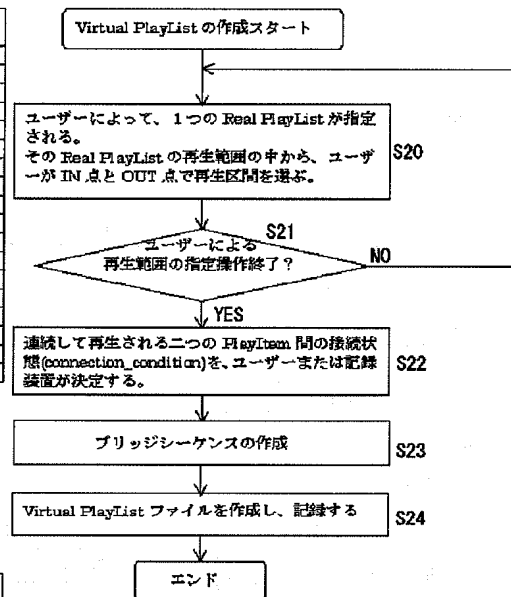 Virtual PlayList の作成スタート
ユーザーによって、1つの Real PlayList が指定
される。
その Real PlayList の再生範囲の中から、ユーザ
ーが IN 点と OUT 点で再生区間を選ぶ。
S20
S21
ユーザーによる
再生範囲の指定操作終了？
NO
YES
連続して再生される二つの PlayItem 間の接続状
態(connection_condition)を、ユーザーまたは記録
装置が決定する。
S22
ブリッジシーケンスの作成
S23
Virtual PlayList ファイルを作成し、記録する
S24
エンド